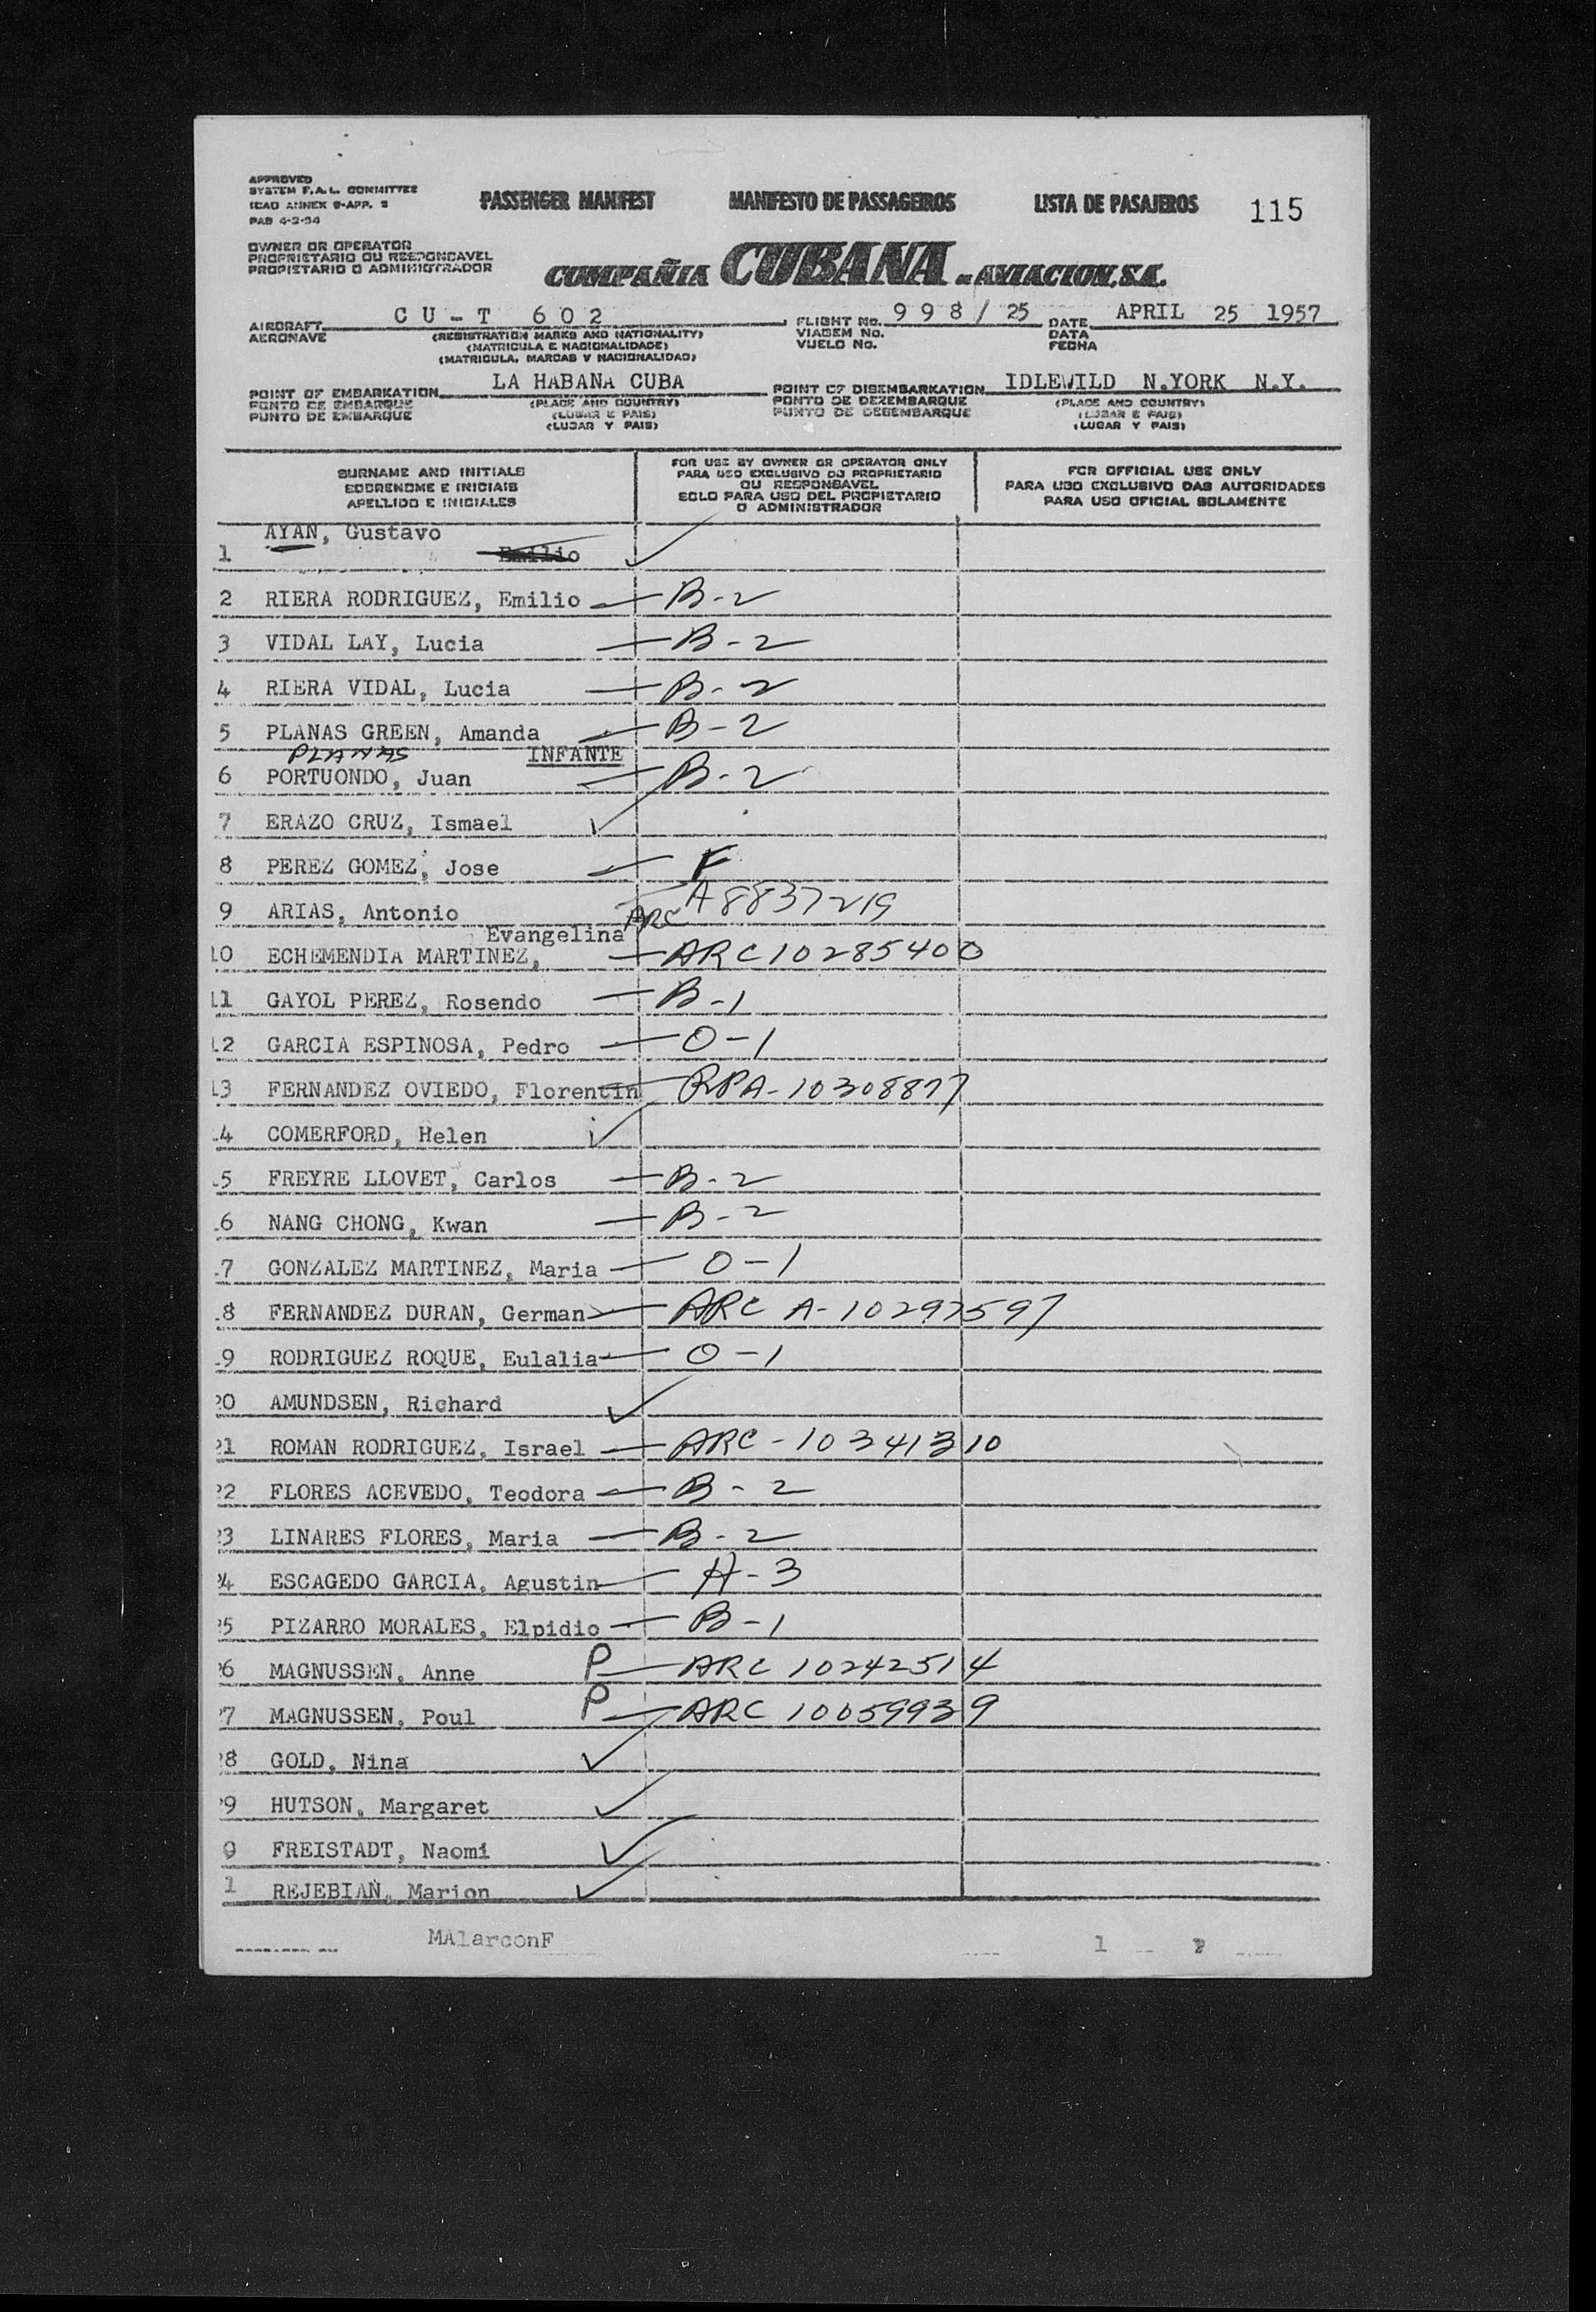 APPROVED
SYSTEM F.A.L. COMMITTEE
ICAO ANNEX 9-APP. 3
PAB 4-2-54
PASSENGER MANIFEST MANIFESTO DE PASSAGEIROS LISTA DE PASAJEROS 115
OWNER OR OPERATOR
PROPRIETARIO OU RESPONDAVEL
PROPIETARIO O ADMINISTRADOR
COMPAÑIA CUBANA DE AVIACION, S.A.
AIRCRAFT CU-T 602 FLIGHT No. 998/25 DATE APRIL 25 1957
AERONAVE (REGISTRATION MARKS AND NATIONALITY) VIAGEM No. DATA
(MATRICULA E NACIONALIDADE) VUELO No. FECHA
(MATRICULA, MARCAS Y NACIONALIDAD)
POINT OF EMBARKATION LA HABANA CUBA POINT OF DISEMBARKATION IDLEWILD N.YORK N.Y.
PONTO DE EMBARQUE (PLACE AND COUNTRY) PONTO DE DEZEMBARQUE (PLACE AND COUNTRY)
PUNTO DE EMBARQUE (LUGAR E PAIS) PUNTO DE DESEMBARQUE (LUGAR E PAIS)
(LUGAR Y PAIS) (LUGAR Y PAIS)
SURNAME AND INITIALS
SOBRENOME E INICIAIS
APELLIDO E INICIALES
FOR USE BY OWNER OR OPERATOR ONLY
PARA USO EXCLUSIVO DO PROPRIETARIO
OU RESPONSAVEL
SOLO PARA USO DEL PROPIETARIO
O ADMINISTRADOR
FOR OFFICIAL USE ONLY
PARA USO EXCLUSIVO DAS AUTORIDADES
PARA USO OFICIAL SOLAMENTE
AYAN, Gustavo
1 Emilio
2 RIERA RODRIGUEZ, Emilio B-2
3 VIDAL LAY, Lucia B-2
4 RIERA VIDAL, Lucia B-2
5 PLANAS GREEN, Amanda B-2
PLANAS INFANTE
6 PORTUONDO, Juan B-2
7 ERAZO CRUZ, Ismael
8 PEREZ GOMEZ, Jose F
9 ARIAS, Antonio ARC A8837219
Evangelina
10 ECHEMENDIA MARTINEZ, ARC 10285400
11 GAYOL PEREZ, Rosendo B-1
12 GARCIA ESPINOSA, Pedro O-1
13 FERNANDEZ OVIEDO, Florentin RPA-10308877
14 COMERFORD, Helen
15 FREYRE LLOVET, Carlos B-2
16 NANG CHONG, Kwan B-2
17 GONZALEZ MARTINEZ, Maria O-1
18 FERNANDEZ DURAN, German ARC A-10297597
19 RODRIGUEZ ROQUE, Eulalia O-1
20 AMUNDSEN, Richard
21 ROMAN RODRIGUEZ, Israel ARC-10341310
22 FLORES ACEVEDO, Teodora B-2
23 LINARES FLORES, Maria B-2
24 ESCAGEDO GARCIA, Agustin H-3
25 PIZARRO MORALES, Elpidio B-1
26 MAGNUSSEN, Anne P ARC 10242514
27 MAGNUSSEN, Poul P ARC 10059939
28 GOLD, Nina
29 HUTSON, Margaret
0 FREISTADT, Naomi
1 REJEBIAN, Marion
MAlarconF 1